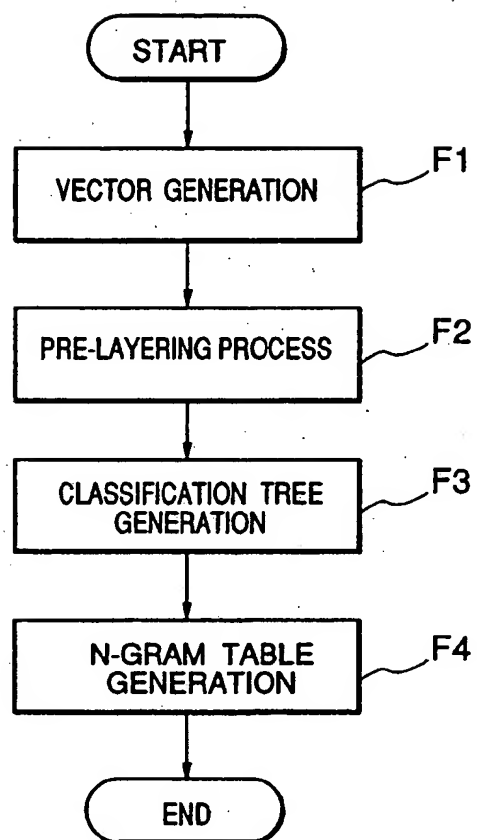 START
VECTOR GENERATION
F1
PRE-LAYERING PROCESS
F2
CLASSIFICATION TREE
GENERATION
F3
N-GRAM TABLE
GENERATION
F4
END